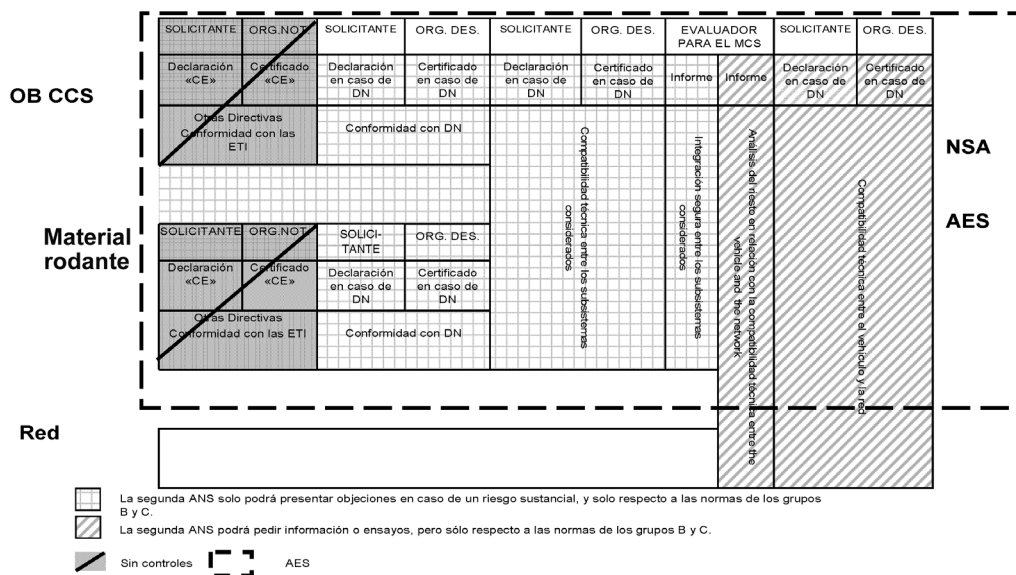 SOLICITANTE
ORG.NOT
SOLICITANTE
ORG. DES.
SOLICITANTE
ORG. DES.
EVALUADOR
PARA EL MCS
SOLICITANTE
ORG. DES.
OB CCS
Declaración
«CE»
Certificado
«CE»
Declaración
en caso de
DN
Certificado
en caso de
DN
Declaración
en caso de
DN
Certificado
en caso de
DN
Informe
Informe
Declaración
en caso de
DN
Certificado
en caso de
DN
Otras Directivas
Conformidad con las
ETI
Conformidad con DN
Compatibilidad técnica entre los subsistemas
considerados
Integración segura entre los subsistemas
considerados
Análisis del riesto en relación con la compatibilidad técnica entre the
vehicle and the network
Compatibilidad técnica entre el vehículo y la red
NSA
AES
Material
rodante
SOLICITANTE
ORG.NOT
SOLICI-
TANTE
ORG. DES.
Declaración
«CE»
Certificado
«CE»
Declaración
en caso de
DN
Certificado
en caso de
DN
Otras Directivas
Conformidad con las ETI
Conformidad con DN
Red
La segunda ANS solo podrá presentar objeciones en caso de un riesgo sustancial, y solo respecto a las normas de los grupos
B y C.
La segunda ANS podrá pedir información o ensayos, pero sólo respecto a las normas de los grupos B y C.
Sin controles
AES